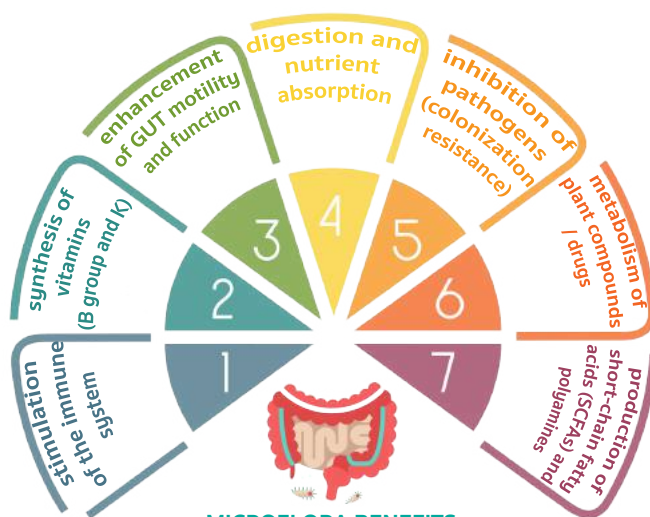 stimulation
of the immune
system
1
synthesis of
vitamins
(B group and K)
2
enhancement
of GUT motility
and function
3
digestion and
nutrient
absorption
4
inhibition of
pathogens
(colonization
resistance)
5
metabolism of
plant compounds
/ drugs
6
production of
short-chain fatty
acids (SCFAs) and
polyamines
7
MICROFLORA BENEFITS